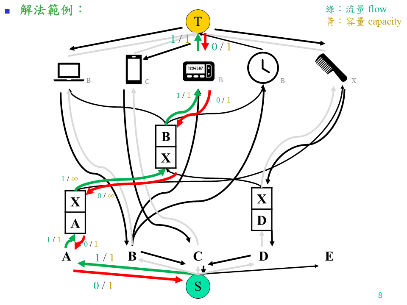 ■ 解法範例：
綠：流量 flow
黃：容量 capacity
T
1 / 1
0 / 1
B
C
B
B
X
1 / 1
0 / 1
B
X
1 / ∞
0 / ∞
X
A
X
D
1 / 1
0 / 1
A B C D E
1 / 1
0 / 1
S
8